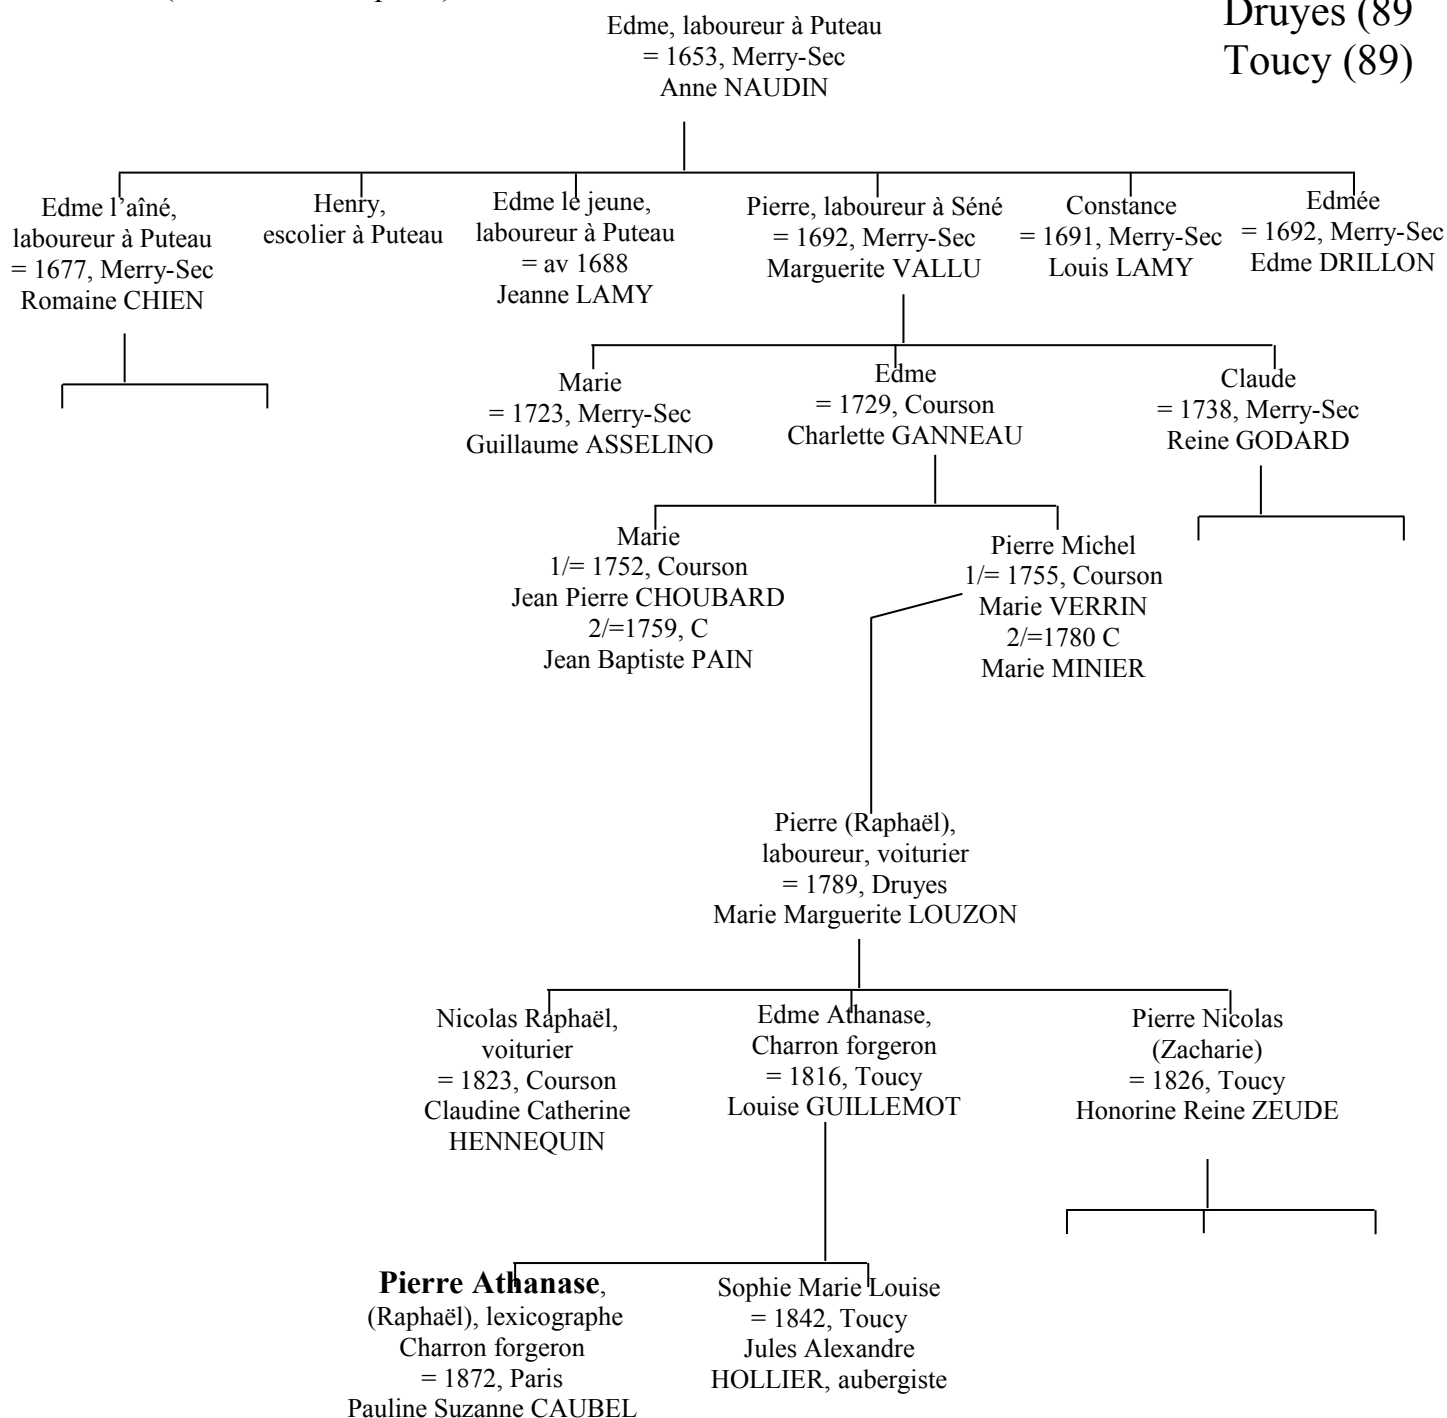 Druyes (89
Toucy (89)
Edme, laboureur à Puteau
= 1653, Merry-Sec
Anne NAUDIN
Edme l’aîné,
laboureur à Puteau
= 1677, Merry-Sec
Romaine CHIEN
Henry,
escolier à Puteau
Edme le jeune,
laboureur à Puteau
= av 1688
Jeanne LAMY
Pierre, laboureur à Séné
= 1692, Merry-Sec
Marguerite VALLU
Constance
= 1691, Merry-Sec
Louis LAMY
Edmée
= 1692, Merry-Sec
Edme DRILLON
Marie
= 1723, Merry-Sec
Guillaume ASSELINO
Edme
= 1729, Courson
Charlette GANNEAU
Claude
= 1738, Merry-Sec
Reine GODARD
Marie
1/= 1752, Courson
Jean Pierre CHOUBARD
2/=1759, C
Jean Baptiste PAIN
Pierre Michel
1/= 1755, Courson
Marie VERRIN
2/=1780 C
Marie MINIER
Pierre (Raphaël),
laboureur, voiturier
= 1789, Druyes
Marie Marguerite LOUZON
Nicolas Raphaël,
voiturier
= 1823, Courson
Claudine Catherine
HENNEQUIN
Edme Athanase,
Charron forgeron
= 1816, Toucy
Louise GUILLEMOT
Pierre Nicolas
(Zacharie)
= 1826, Toucy
Honorine Reine ZEUDE
Pierre Athanase,
(Raphaël), lexicographe
Charron forgeron
= 1872, Paris
Pauline Suzanne CAUBEL
Sophie Marie Louise
= 1842, Toucy
Jules Alexandre
HOLLIER, aubergiste